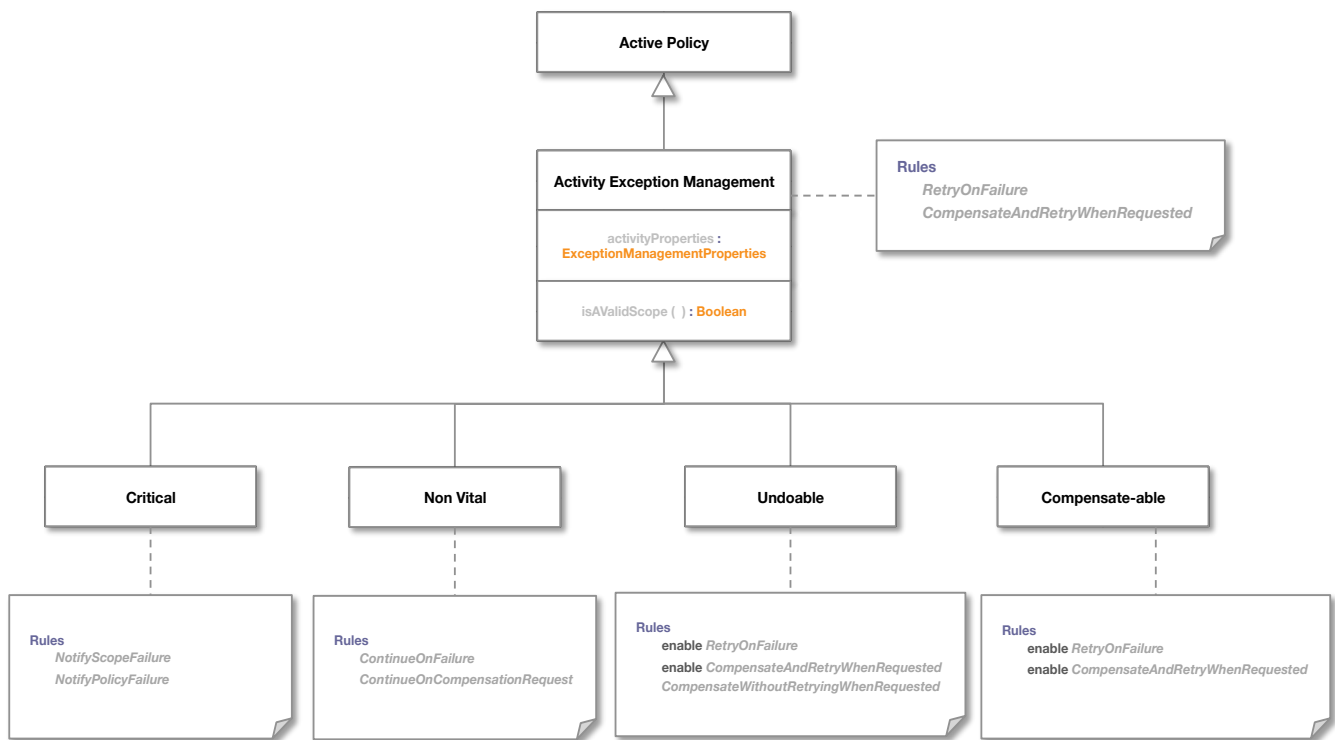 Active Policy
Activity Exception Management
activityProperties :
ExceptionManagementProperties
isAValidScope ( ) : Boolean
Rules
RetryOnFailure
CompensateAndRetryWhenRequested
Critical
Non Vital
Undoable
Compensate-able
Rules
NotifyScopeFailure
NotifyPolicyFailure
Rules
ContinueOnFailure
ContinueOnCompensationRequest
Rules
enable RetryOnFailure
enable CompensateAndRetryWhenRequested
CompensateWithoutRetryingWhenRequested
Rules
enable RetryOnFailure
enable CompensateAndRetryWhenRequested